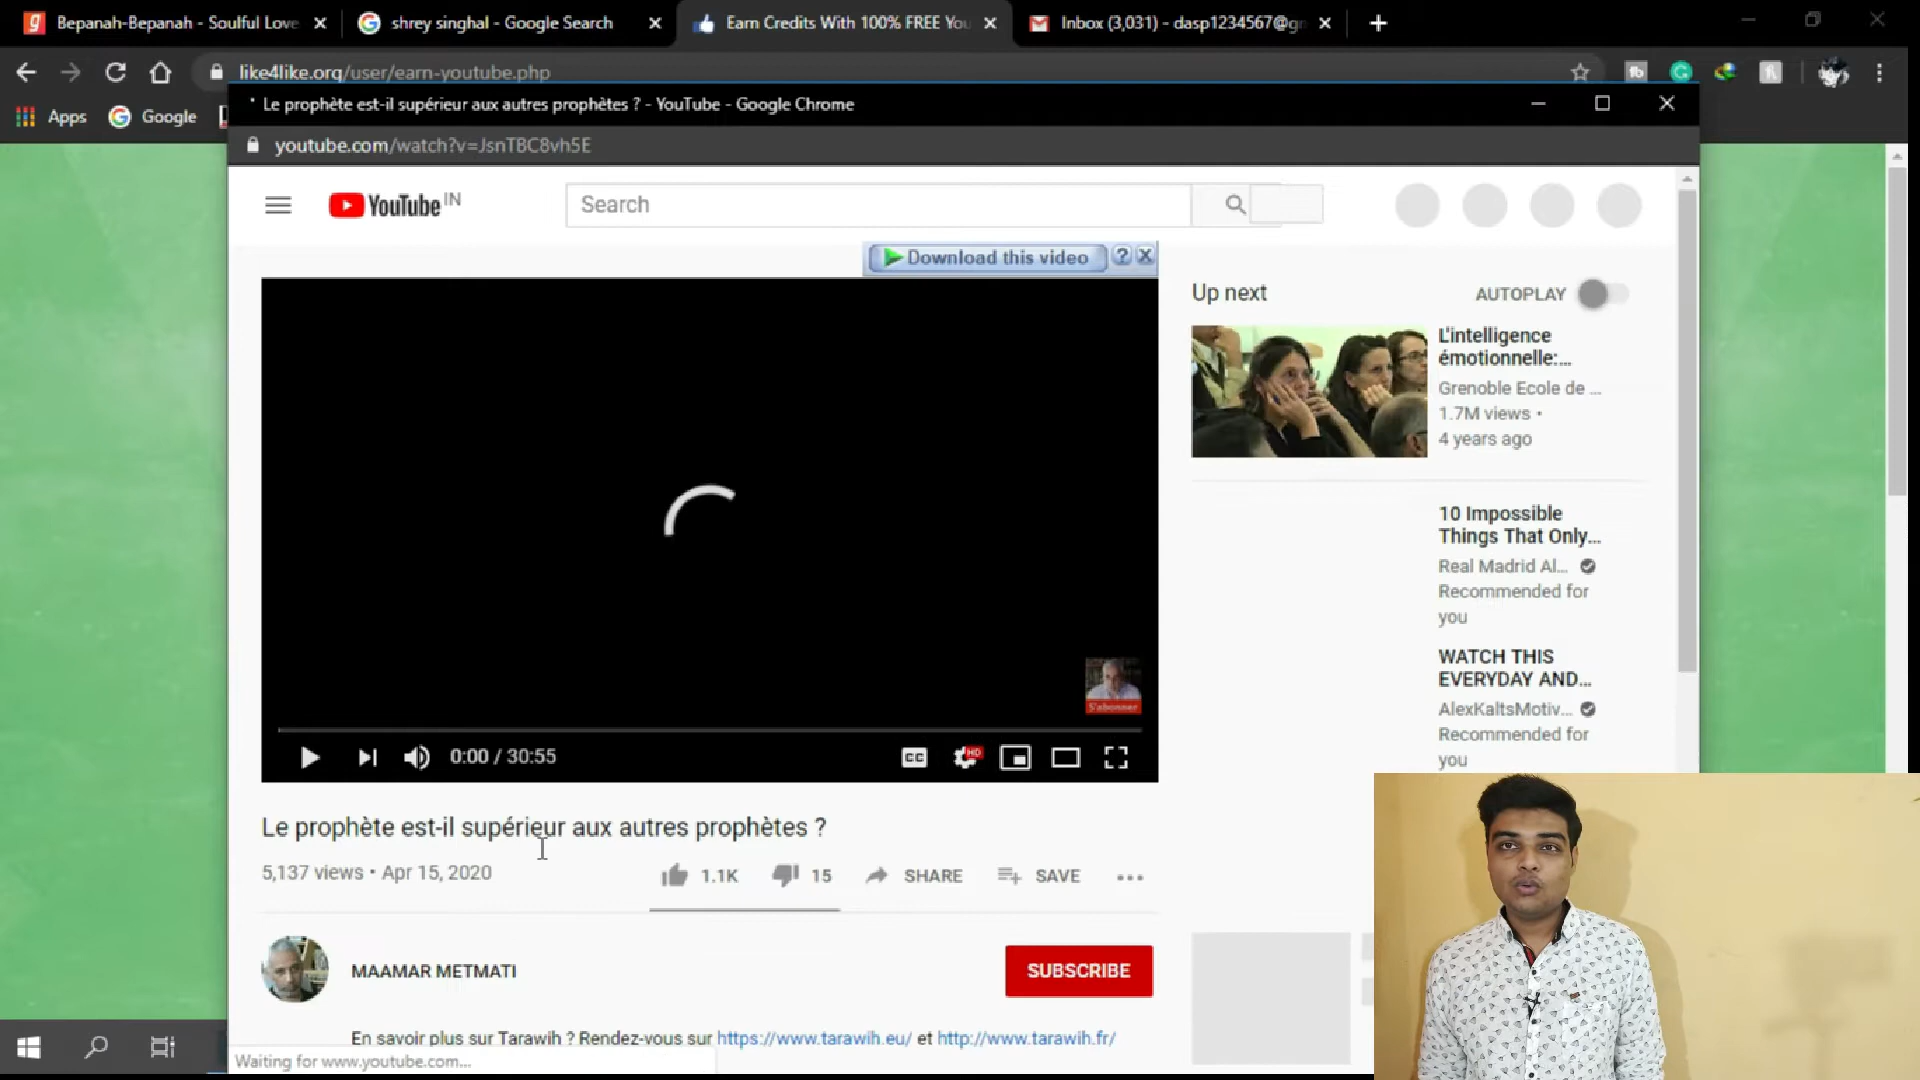 Bepanah-Bepanah - Soulful Love
shrey singhal - Google Search
Earn Credits With 100% FREE You
Inbox (3,031) - dasp1234567@g
like4like.org/user/earn-youtube.php
Apps
Google
Le prophète est-il supérieur aux autres prophètes ? - YouTube - Google Chrome
youtube.com/watch?v=JsnTBC8vh5E
YouTube IN
Search
Download this video
Up next
AUTOPLAY
L'intelligence
émotionnelle:...
Grenoble Ecole de ...
1.7M views •
4 years ago
10 Impossible
Things That Only...
Real Madrid Al...
Recommended for
you
WATCH THIS
EVERYDAY AND...
AlexKaltsMotiv...
Recommended for
you
S'abonner
0:00 / 30:55
CC
HD
Le prophète est-il supérieur aux autres prophètes ?
5,137 views • Apr 15, 2020
1.1K
15
SHARE
SAVE
MAAMAR METMATI
SUBSCRIBE
En savoir plus sur Tarawih ? Rendez-vous sur https://www.tarawih.eu/ et http://www.tarawih.fr/
Waiting for www.youtube.com...